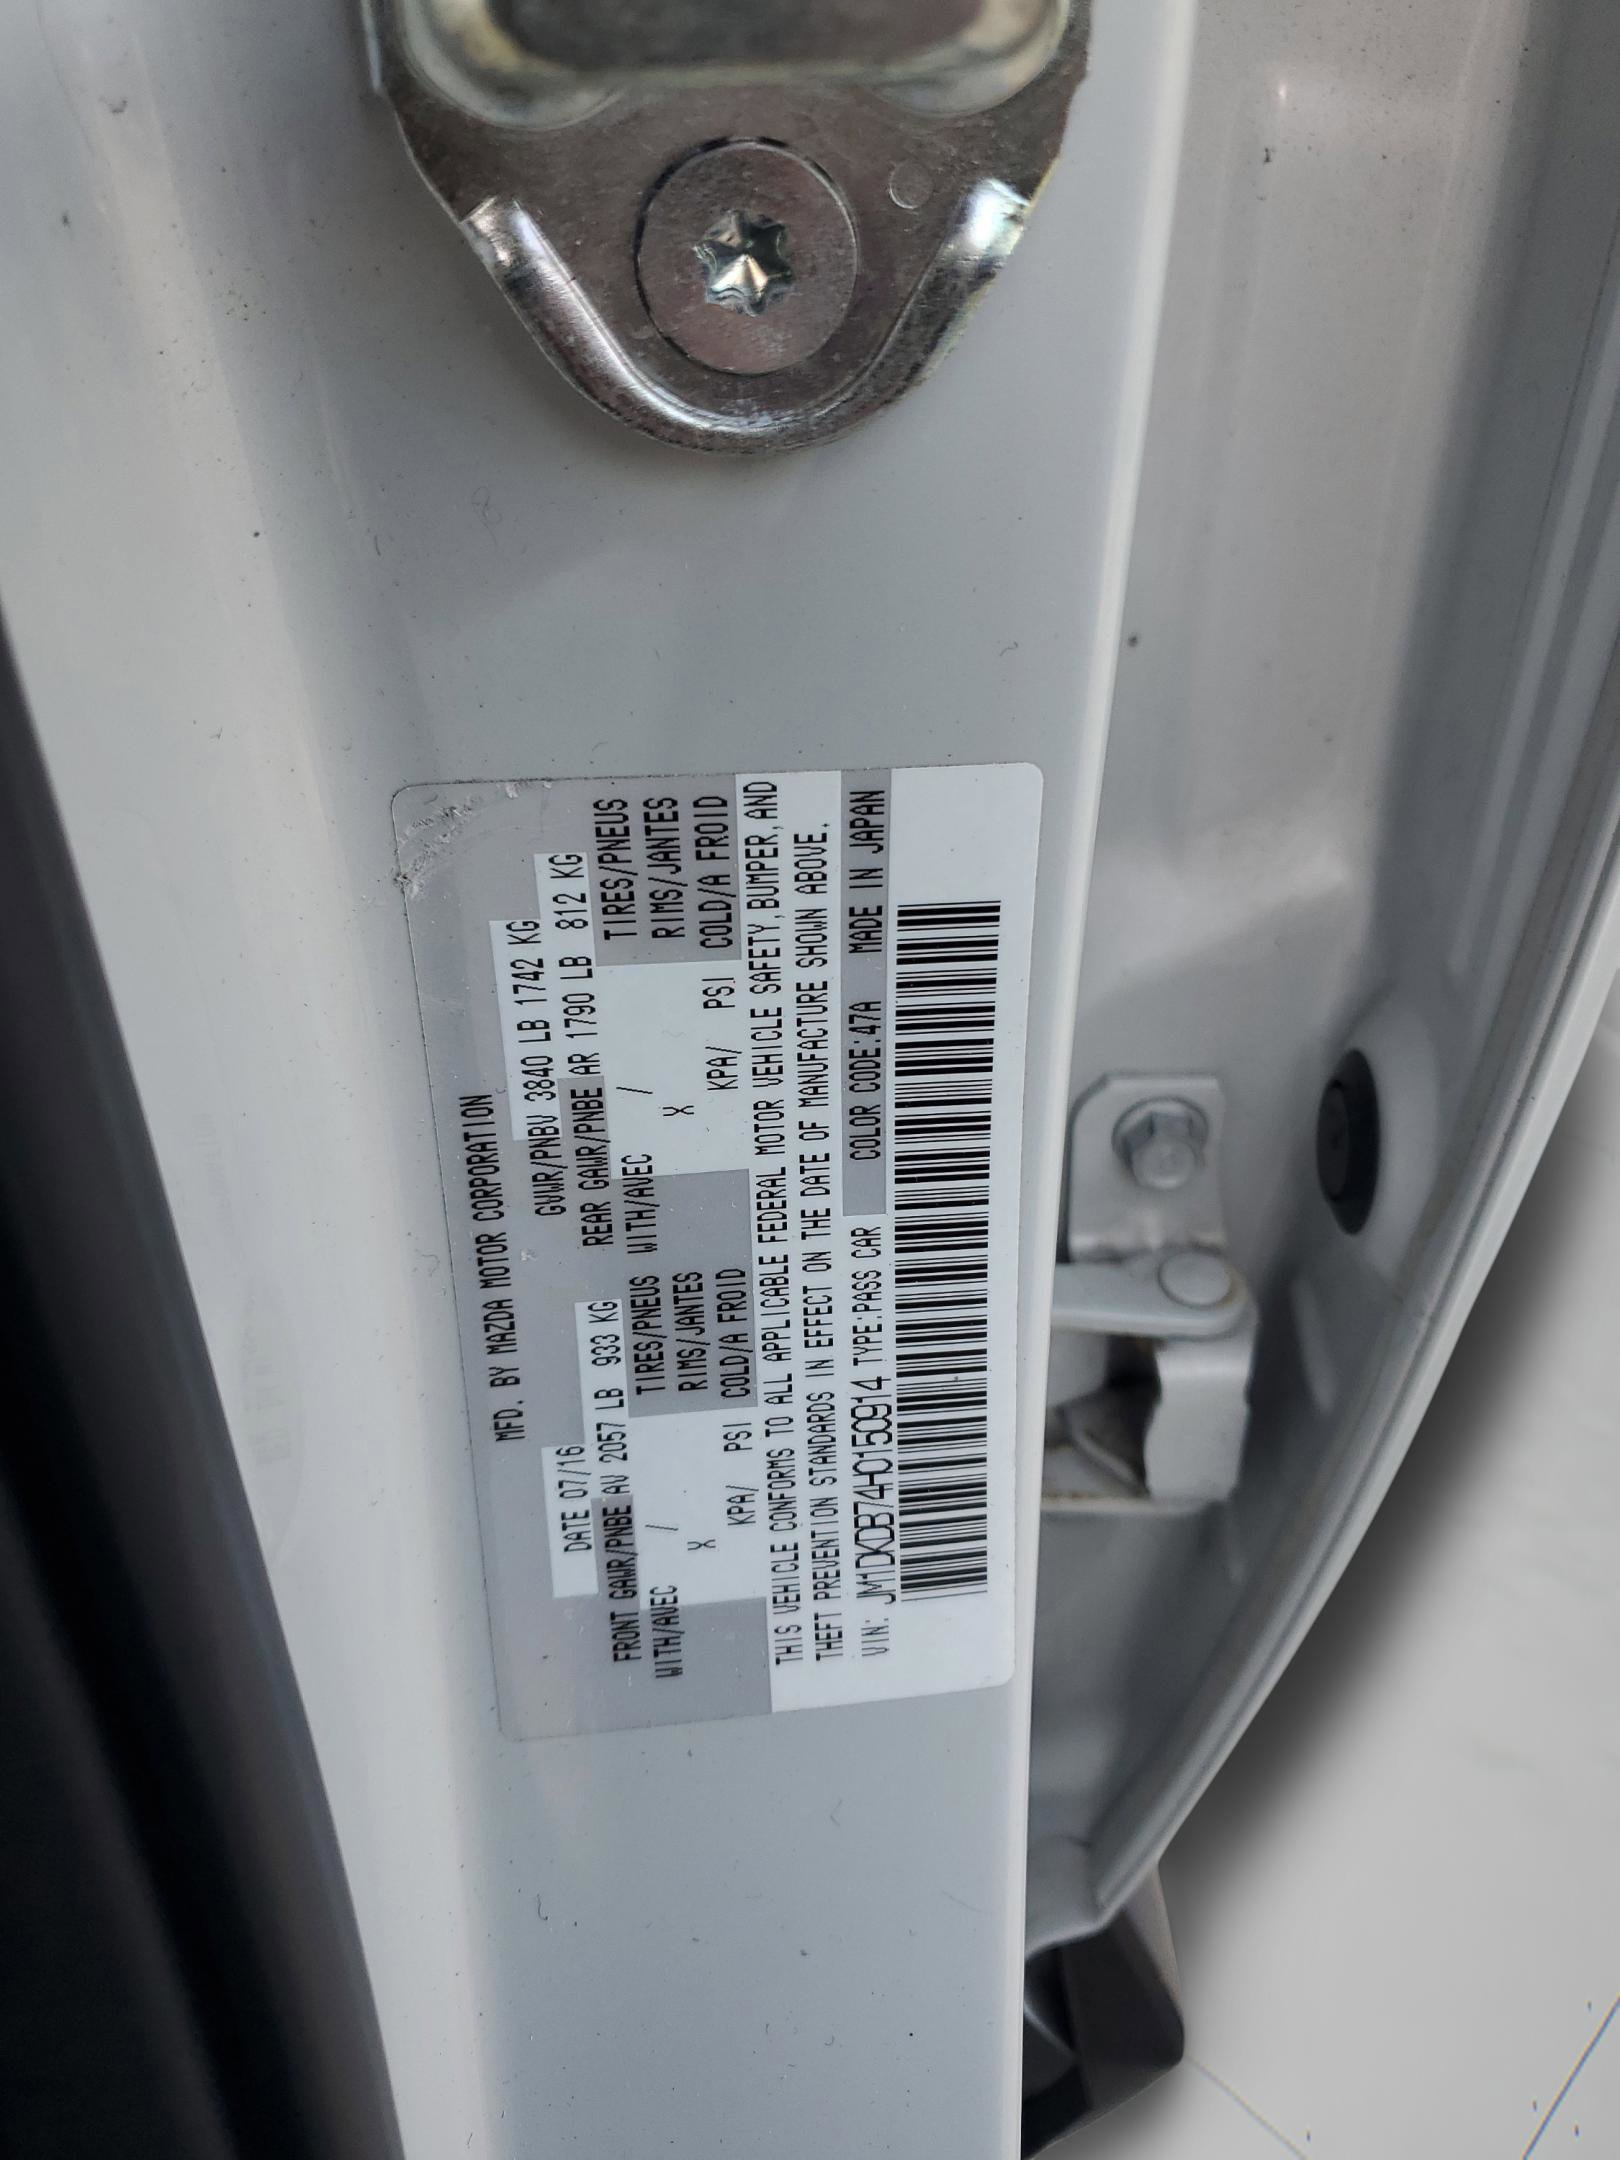 MFD. BY MAZDA MOTOR CORPORATION
DATE 07/16 GVWR/PNBV 3840 LB 1742 KG
FRONT GAWR/PNBE AV 2057 LB 933 KG REAR GAWR/PNBE AR 1790 LB 812 KG
WITH/AVEC / TIRES/PNEUS WITH/AVEC / TIRES/PNEUS
X RIMS/JANTES X RIMS/JANTES
KPA/ PSI COLD/A FROID KPA/ PSI COLD/A FROID
THIS VEHICLE CONFORMS TO ALL APPLICABLE FEDERAL MOTOR VEHICLE SAFETY, BUMPER, AND
THEFT PREVENTION STANDARDS IN EFFECT ON THE DATE OF MANUFACTURE SHOWN ABOVE.
VIN: JM1DKDB74H0150914 TYPE:PASS CAR COLOR CODE:47A MADE IN JAPAN